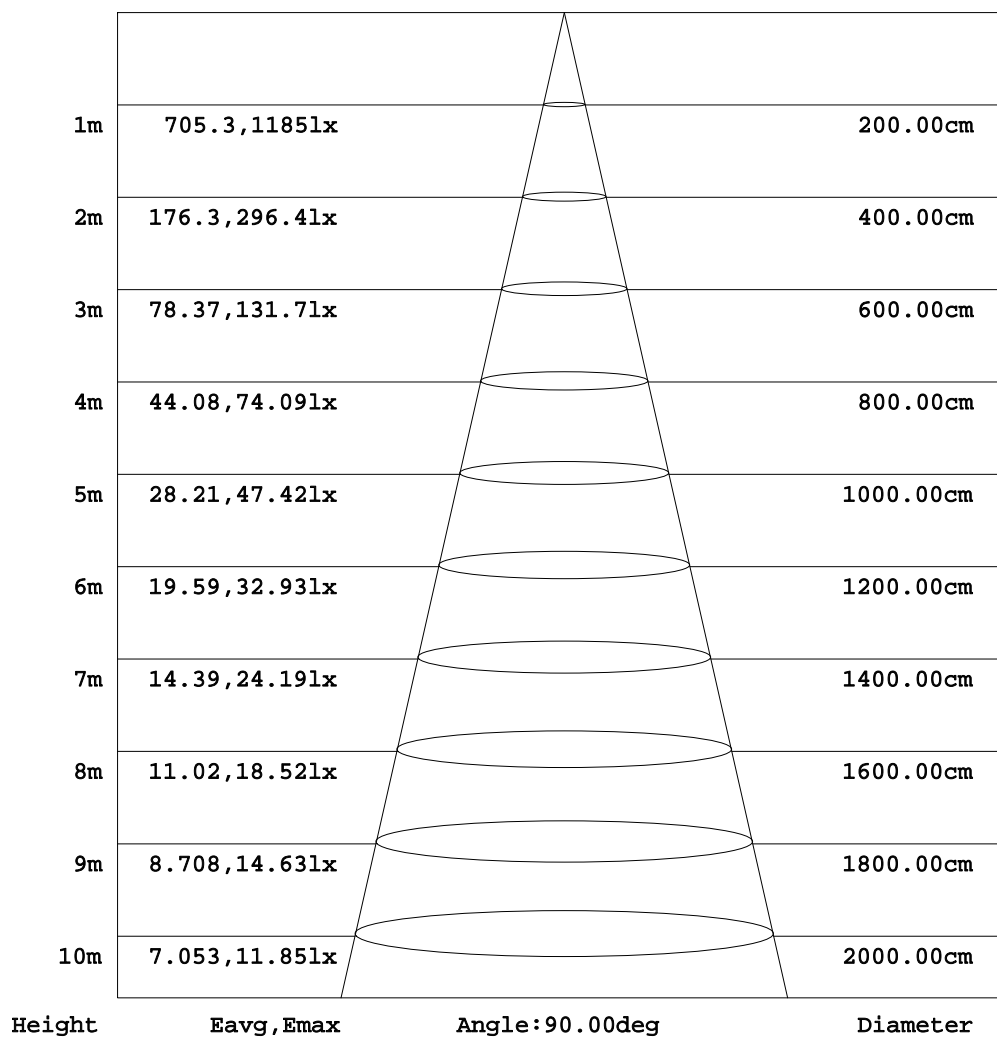 1m 705.3,1185lx 200.00cm
2m 176.3,296.4lx 400.00cm
3m 78.37,131.7lx 600.00cm
4m 44.08,74.09lx 800.00cm
5m 28.21,47.42lx 1000.00cm
6m 19.59,32.93lx 1200.00cm
7m 14.39,24.19lx 1400.00cm
8m 11.02,18.52lx 1600.00cm
9m 8.708,14.63lx 1800.00cm
10m 7.053,11.85lx 2000.00cm
Height Eavg,Emax Angle:90.00deg Diameter